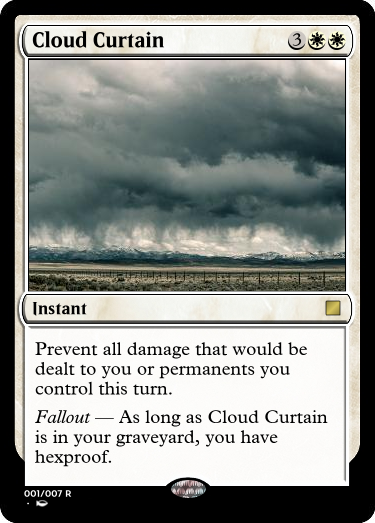 Cloud Curtain 3
Instant
Prevent all damage that would be
dealt to you or permanents you
control this turn.
Fallout — As long as Cloud Curtain
is in your graveyard, you have
hexproof.
001/007 R